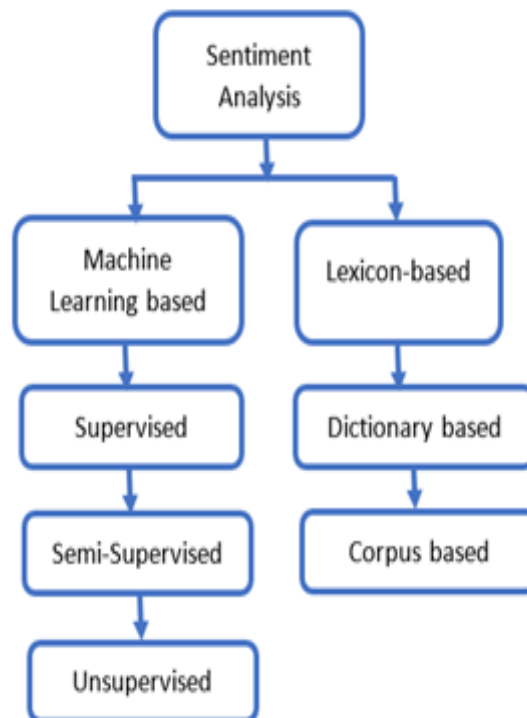 Sentiment
Analysis
Machine
Learning based
Lexicon-based
Supervised
Dictionary based
Semi-Supervised
Corpus based
Unsupervised